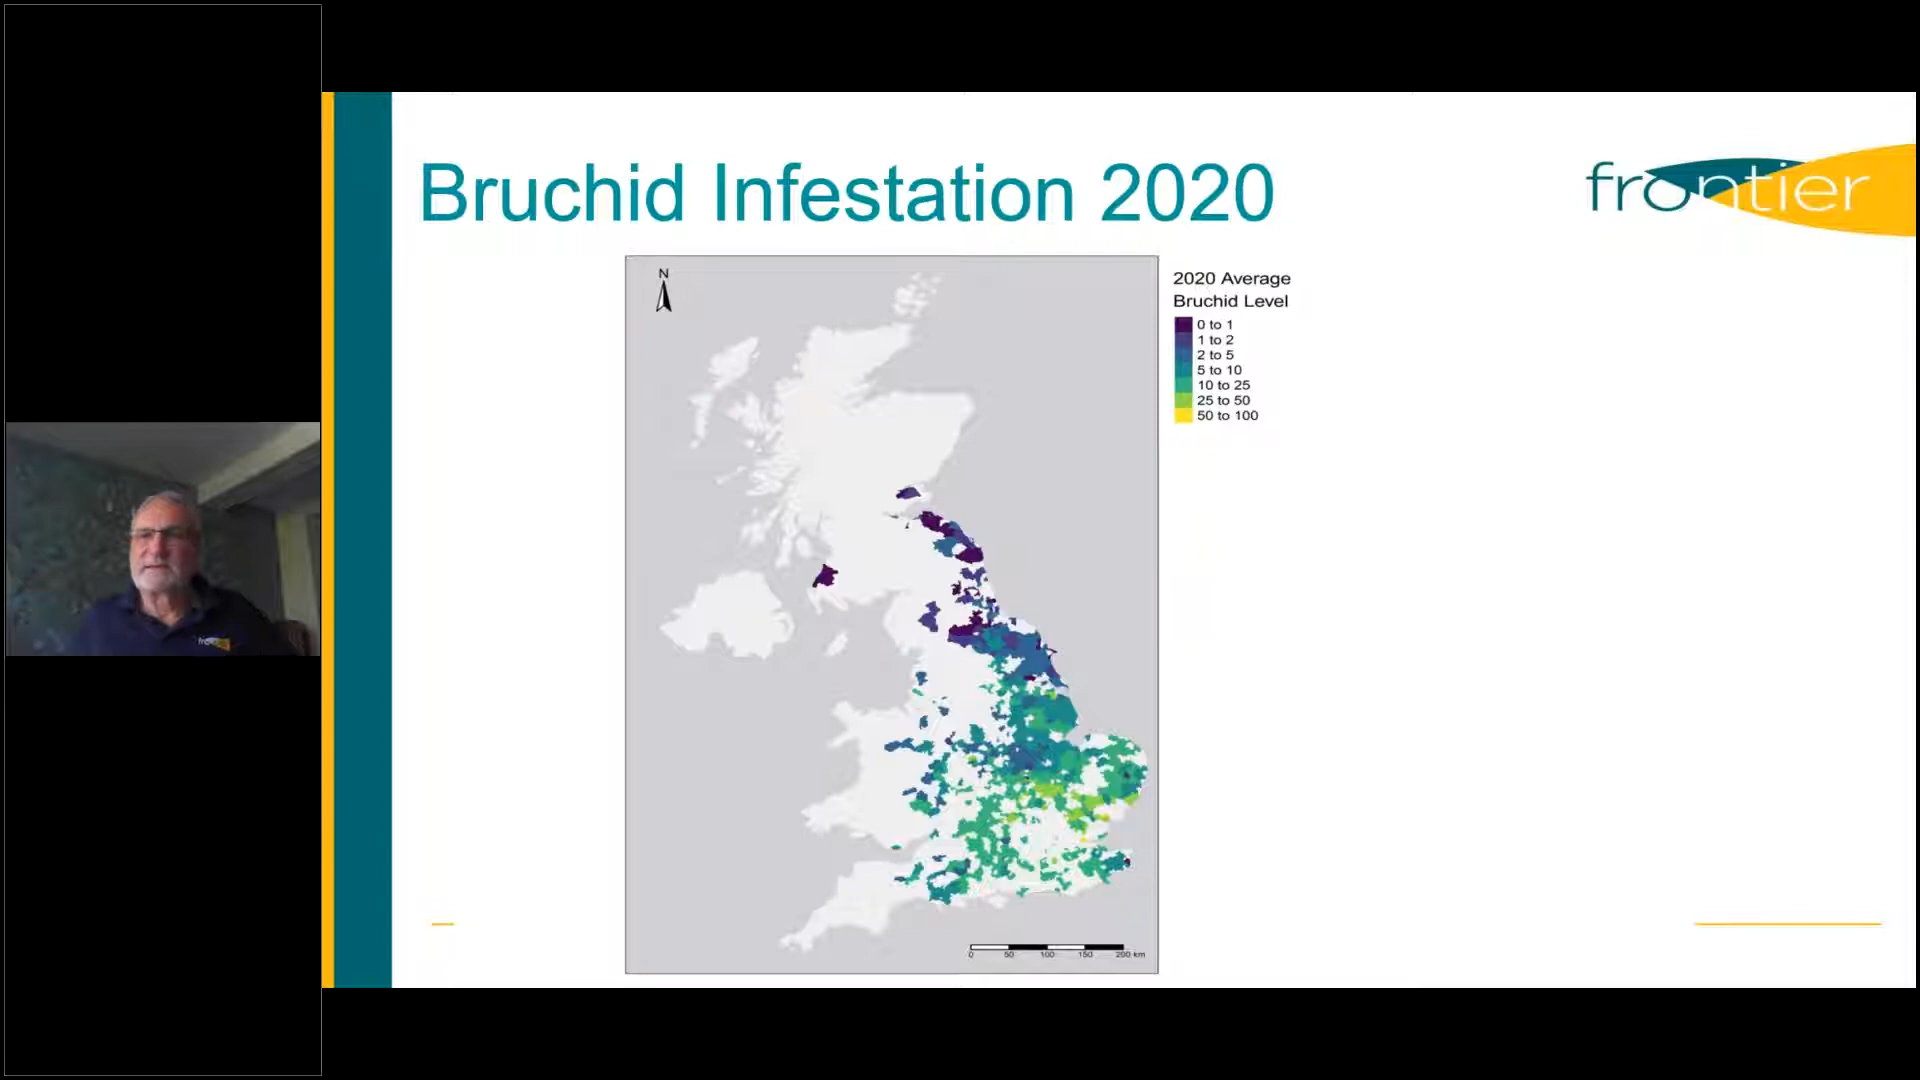 Bruchid Infestation 2020
frontier
N
2020 Average
Bruchid Level
0 to 1
1 to 2
2 to 5
5 to 10
10 to 25
25 to 50
50 to 100
0 50 100 150 200 km